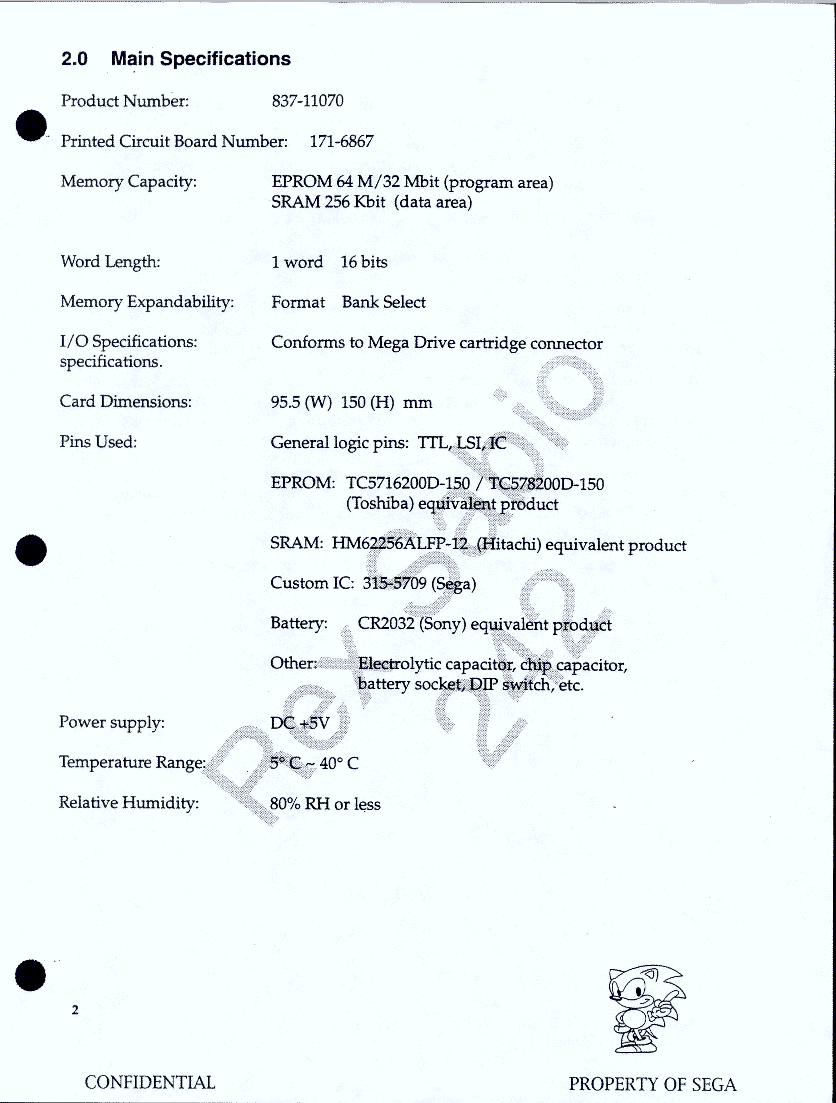 2.0 Main Specifications
Product Number: 837-11070
Printed Circuit Board Number: 171-6867
Memory Capacity: EPROM 64 M/32 Mbit (program area)
SRAM 256 Kbit (data area)
Word Length: 1 word 16 bits
Memory Expandability: Format Bank Select
I/O Specifications: Conforms to Mega Drive cartridge connector
specifications.
Card Dimensions: 95.5 (W) 150 (H) mm
Pins Used: General logic pins: TTL, LSI, IC
EPROM: TC5716200D-150 / TC578200D-150
(Toshiba) equivalent product
SRAM: HM62256ALFP-12 (Hitachi) equivalent product
Custom IC: 315-5709 (Sega)
Battery: CR2032 (Sony) equivalent product
Other: Electrolytic capacitor, chip capacitor,
battery socket, DIP switch, etc.
Power supply: DC +5V
Temperature Range: 5° C ~ 40° C
Relative Humidity: 80% RH or less
Rex Sabio
242
2
CONFIDENTIAL PROPERTY OF SEGA